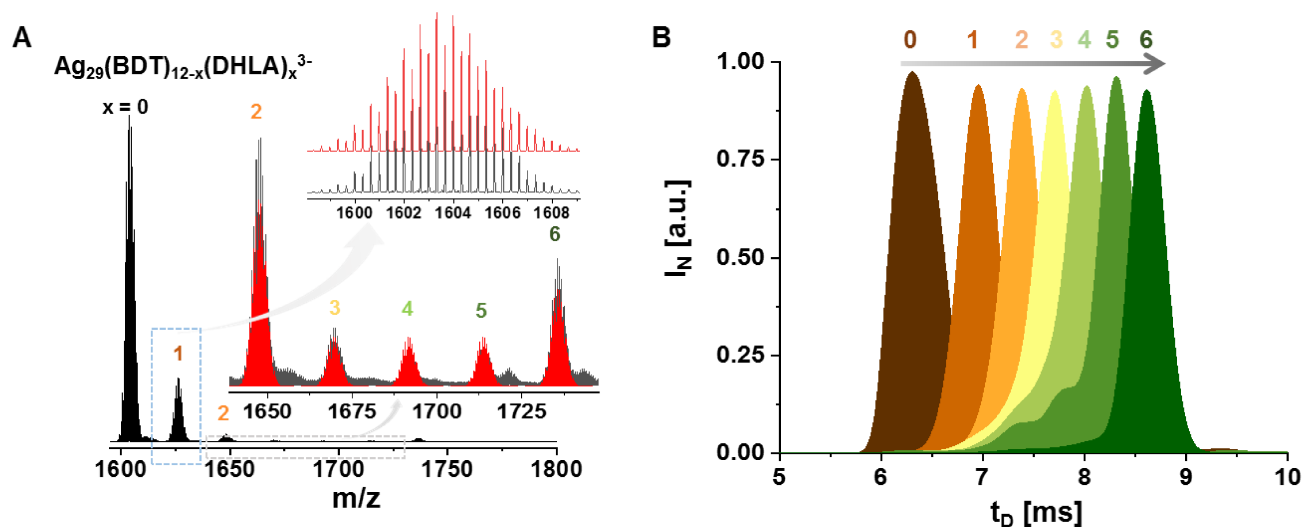 A
Ag29(BDT)12-x(DHLA)x3-
x = 0
1
2
2
3
4
5
6
1600 1602 1604 1606 1608
1650 1675 1700 1725
1600 1650 1700 1750 1800
m/z
B
0 1 2 3 4 5 6
1.00
0.75
0.50
0.25
0.00
IN [a.u.]
5 6 7 8 9 10
tD [ms]